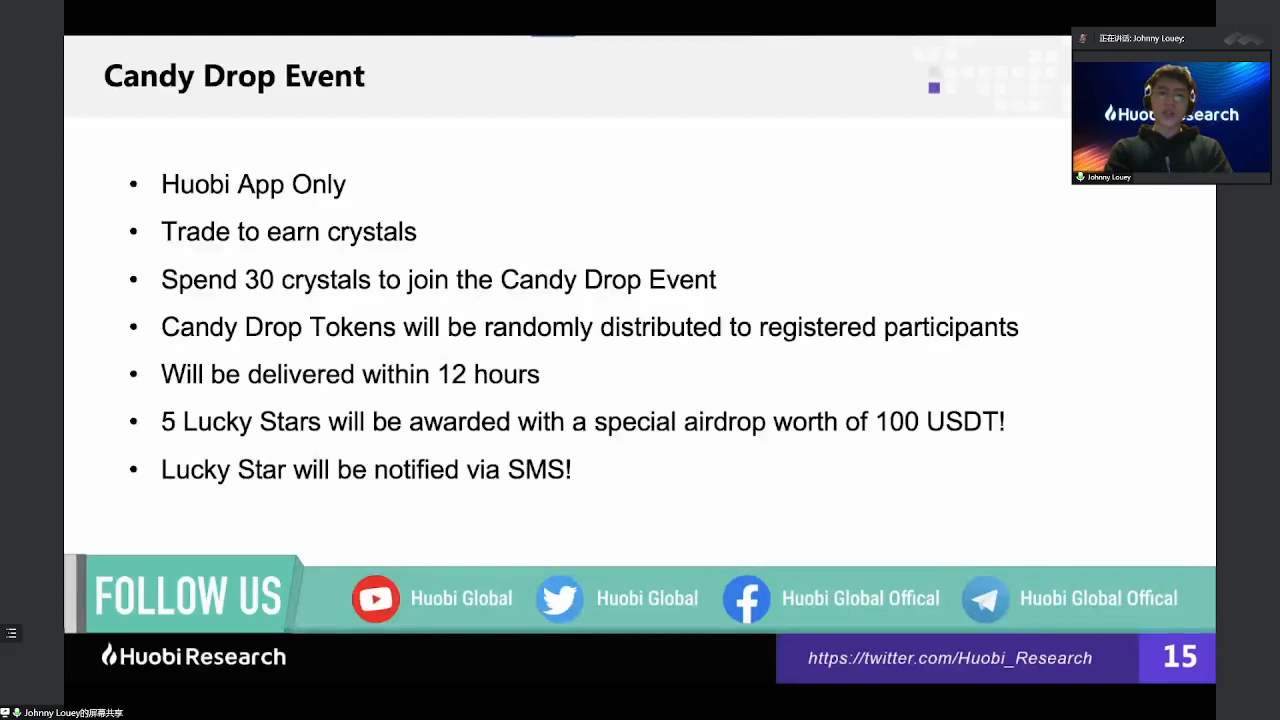 Candy Drop Event
正在讲话: Johnny Louey:
Huobi Research
Johnny Louey
• Huobi App Only
• Trade to earn crystals
• Spend 30 crystals to join the Candy Drop Event
• Candy Drop Tokens will be randomly distributed to registered participants
• Will be delivered within 12 hours
• 5 Lucky Stars will be awarded with a special airdrop worth of 100 USDT!
• Lucky Star will be notified via SMS!
FOLLOW US
Huobi Global
Huobi Global
Huobi Global Offical
Huobi Global Offical
Huobi Research
https://twitter.com/Huobi_Research
15
Johnny Louey的屏幕共享